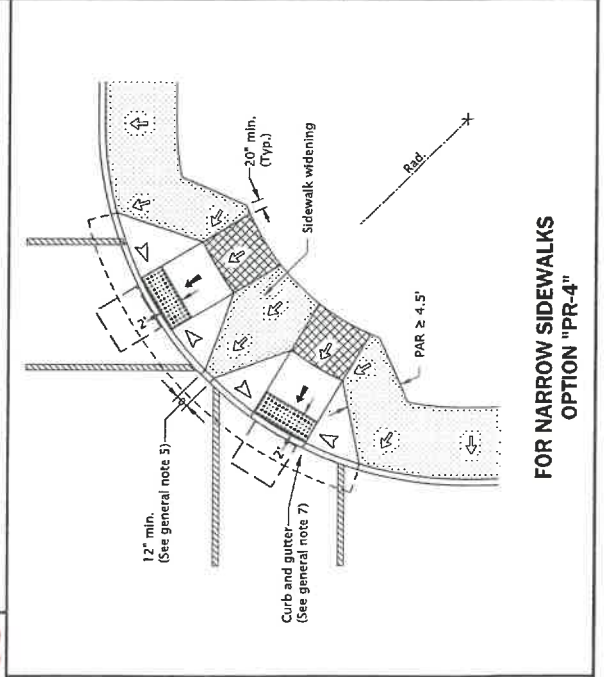 12" min.
(See general note 5)
Curb and gutter
(See general note 7)
2'
2'
20" min.
(Typ.)
Sidewalk widening
Rad.
PAR ≥ 4.5'
FOR NARROW SIDEWALKS
OPTION "PR-4"